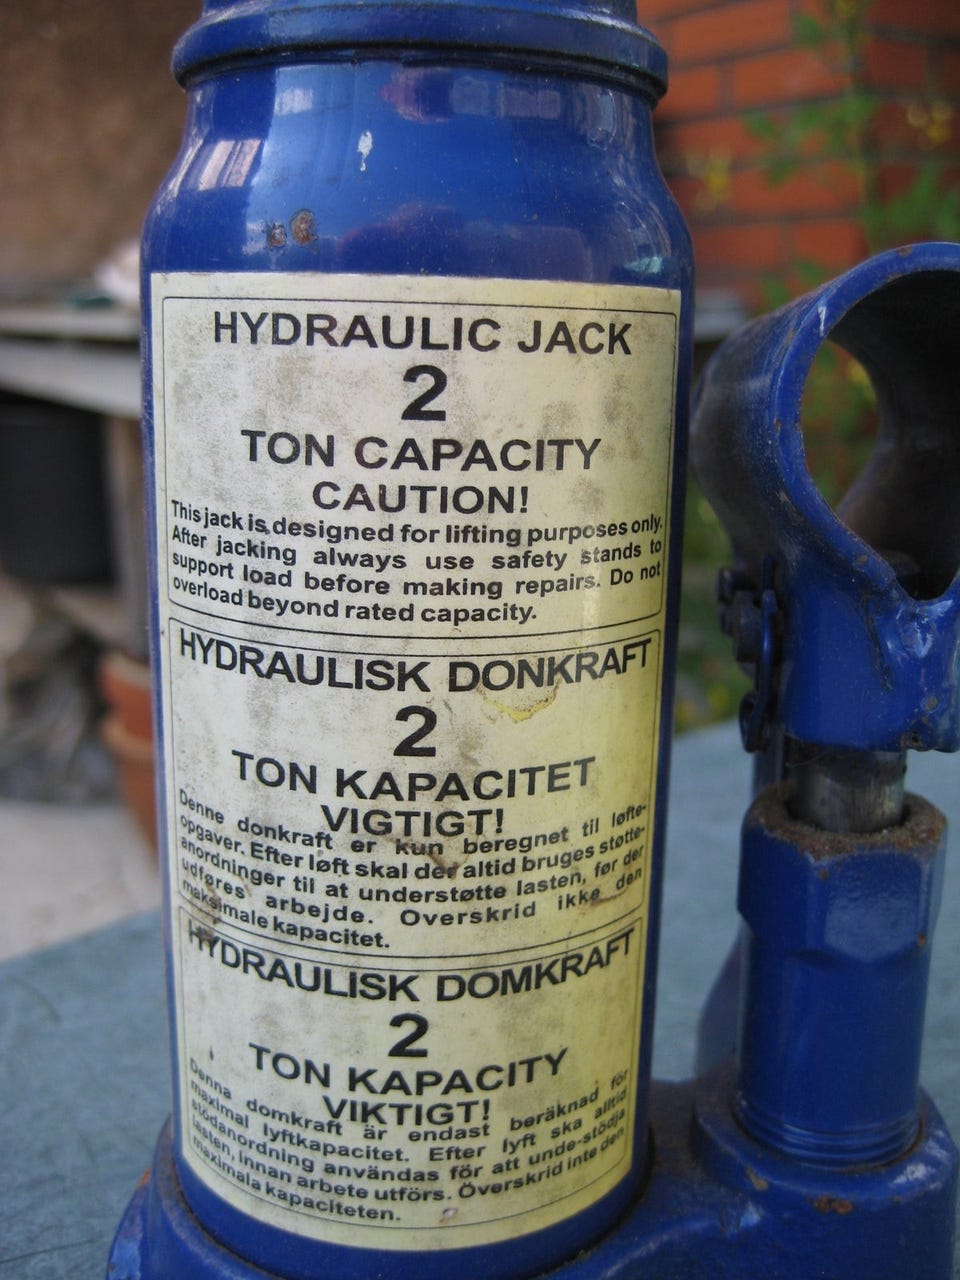 HYDRAULIC JACK
2
TON CAPACITY
CAUTION!
This jack is designed for lifting purposes only.
After jacking always use safety stands to
support load before making repairs. Do not
overload beyond rated capacity.
HYDRAULISK DONKRAFT
2
TON KAPACITET
VIGTIGT!
Denne donkraft er kun beregnet til løfte-
opgaver. Efter løft skal der altid bruges støtte-
anordninger til at understøtte lasten, før der
udføres arbejde. Overskrid ikke den
maksimale kapacitet.
HYDRAULISK DOMKRAFT
2
TON KAPACITY
VIKTIGT!
Denna domkraft är endast beräknad för
maximal lyftkapacitet. Efter lyft ska alltid
stödanordning användas för att unde-stödja
lasten, innan arbete utförs. Överskrid inte den
maximala kapaciteten.